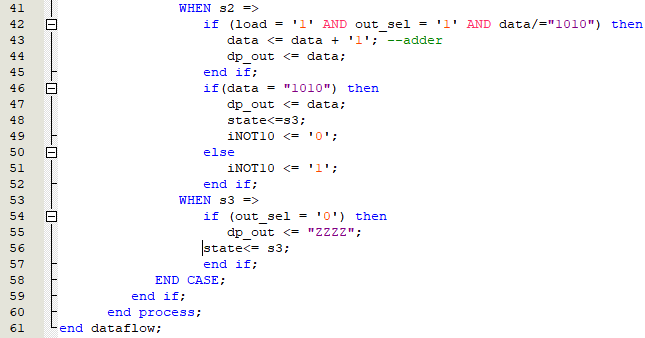 41 WHEN s2 =>
42 if (load = '1' AND out_sel = '1' AND data/="1010") then
43 data <= data + '1'; --adder
44 dp_out <= data;
45 end if;
46 if(data = "1010") then
47 dp_out <= data;
48 state<=s3;
49 iNOT10 <= '0';
50 else
51 iNOT10 <= '1';
52 end if;
53 WHEN s3 =>
54 if (out_sel = '0') then
55 dp_out <= "ZZZZ";
56 state<= s3;
57 end if;
58 END CASE;
59 end if;
60 end process;
61 end dataflow;